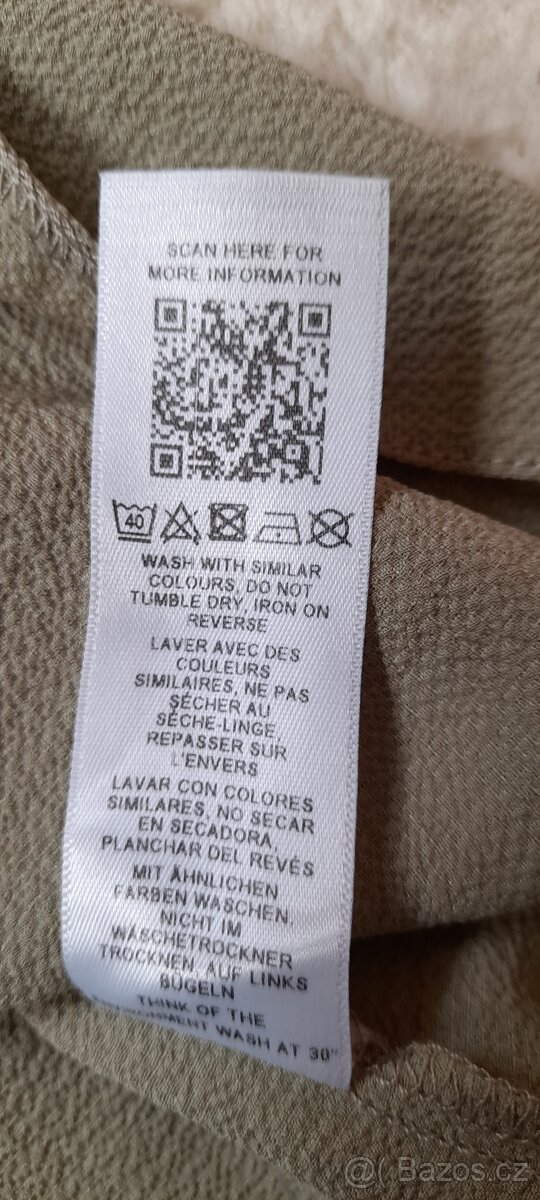 SCAN HERE FOR
MORE INFORMATION
40
WASH WITH SIMILAR
COLOURS, DO NOT
TUMBLE DRY, IRON ON
REVERSE
LAVER AVEC DES
COULEURS
SIMILAIRES, NE PAS
SÉCHER AU
SÈCHE-LINGE,
REPASSER SUR
L'ENVERS
LAVAR CON COLORES
SIMILARES, NO SECAR
EN SECADORA,
PLANCHAR DEL REVÉS
MIT ÄHNLICHEN
FARBEN WASCHEN.
NICHT IM
WÄSCHETROCKNER
TROCKNEN, AUF LINKS
BÜGELN
THINK OF THE
ENVIRONMENT WASH AT 30°
Bazos.cz